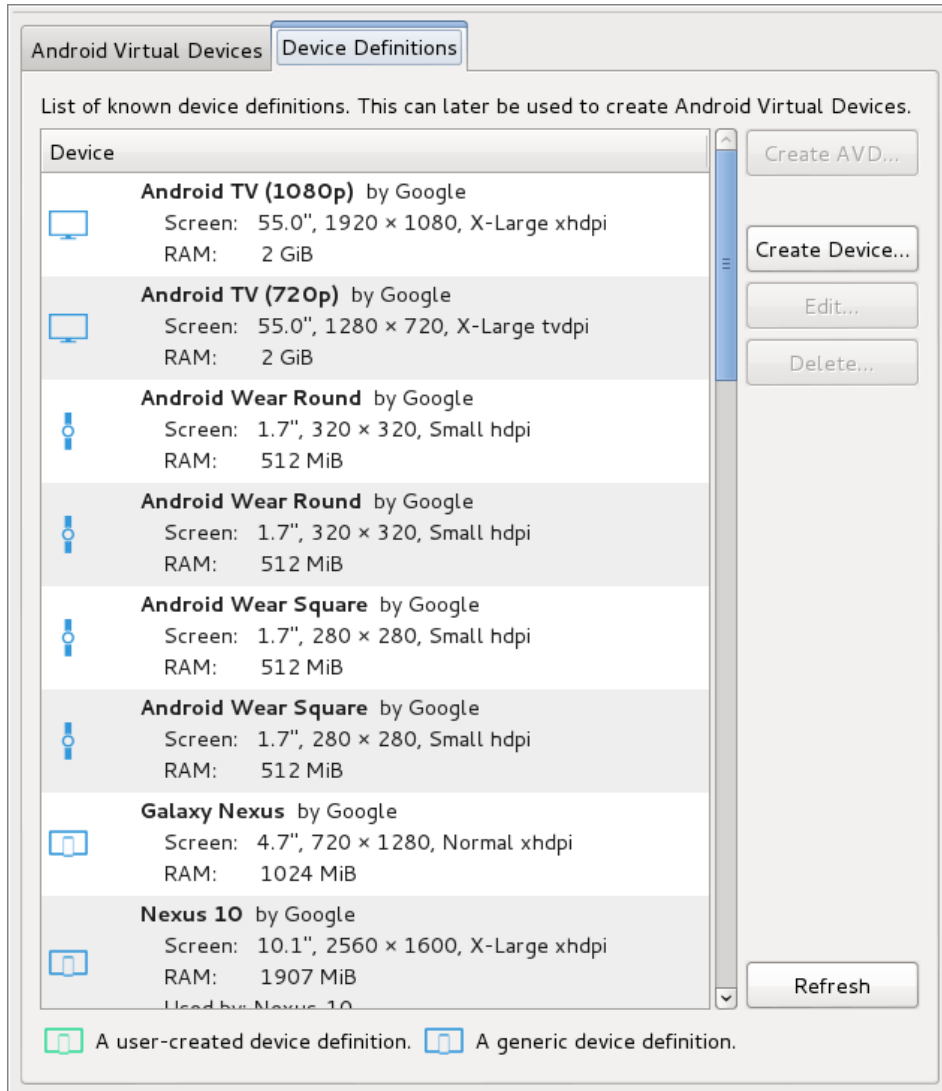 Android Virtual Devices
Device Definitions
List of known device definitions. This can later be used to create Android Virtual Devices.
Device
Android TV (1080p) by Google
Screen: 55.0", 1920 × 1080, X-Large xhdpi
RAM: 2 GiB
Android TV (720p) by Google
Screen: 55.0", 1280 × 720, X-Large tvdpi
RAM: 2 GiB
Android Wear Round by Google
Screen: 1.7", 320 × 320, Small hdpi
RAM: 512 MiB
Android Wear Round by Google
Screen: 1.7", 320 × 320, Small hdpi
RAM: 512 MiB
Android Wear Square by Google
Screen: 1.7", 280 × 280, Small hdpi
RAM: 512 MiB
Android Wear Square by Google
Screen: 1.7", 280 × 280, Small hdpi
RAM: 512 MiB
Galaxy Nexus by Google
Screen: 4.7", 720 × 1280, Normal xhdpi
RAM: 1024 MiB
Nexus 10 by Google
Screen: 10.1", 2560 × 1600, X-Large xhdpi
RAM: 1907 MiB
Used by: Nexus_10
Create AVD...
Create Device...
Edit...
Delete...
Refresh
A user-created device definition.
A generic device definition.